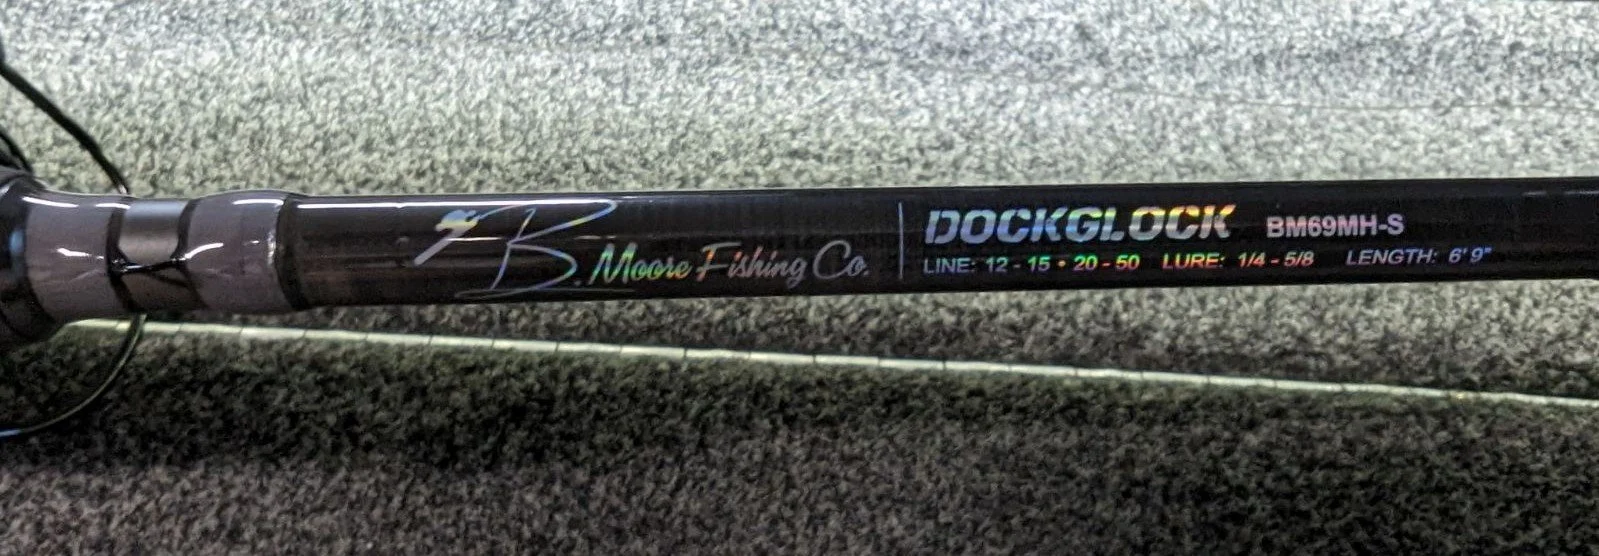 B. Moore Fishing Co.
DOCKGLOCK BM69MH-S
LINE: 12 - 15 • 20 - 50 LURE: 1/4 - 5/8 LENGTH: 6' 9"